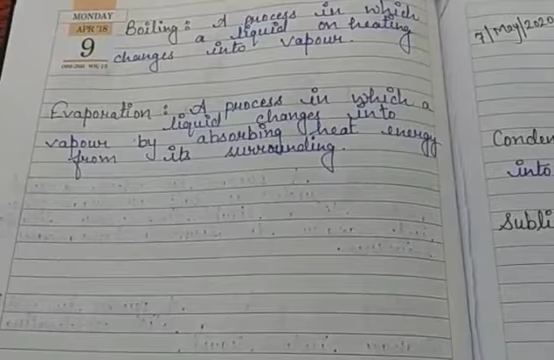 MONDAY
APR '18
9
Boiling : A process in which
a liquid on heating
changes into vapour.
Evaporation : A process in which a
liquid changes into
vapour by absorbing heat energy
from its surrounding.
7/May/2020
Conden
into
Subli